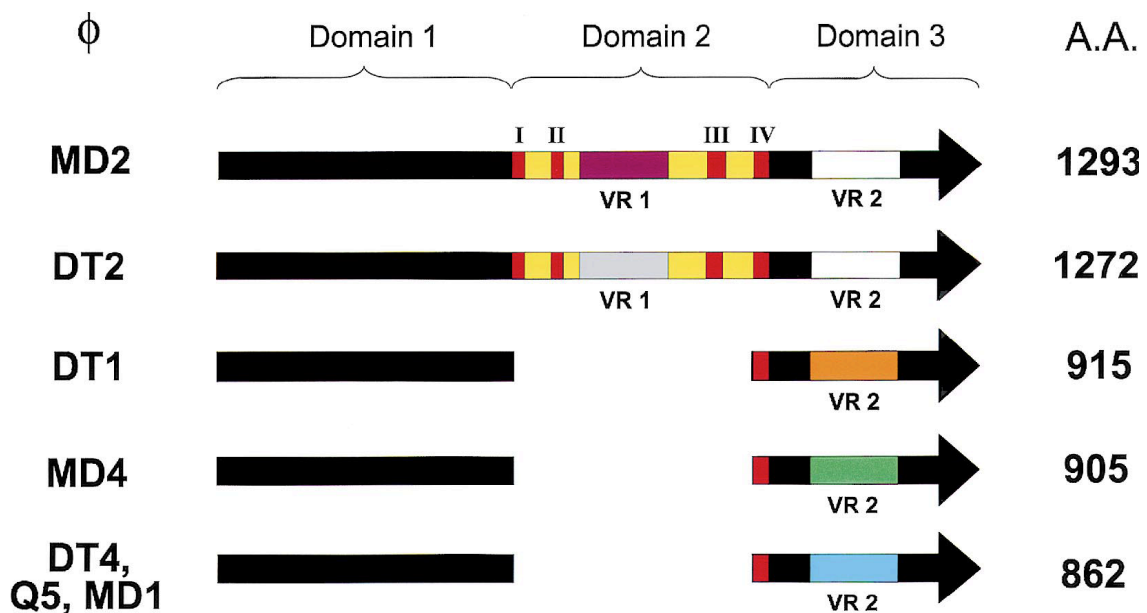 ϕ Domain 1 Domain 2 Domain 3 A.A.
I II III IV
MD2 1293
VR 1 VR 2
DT2 1272
VR 1 VR 2
DT1 915
VR 2
MD4 905
VR 2
DT4,
Q5, MD1 862
VR 2